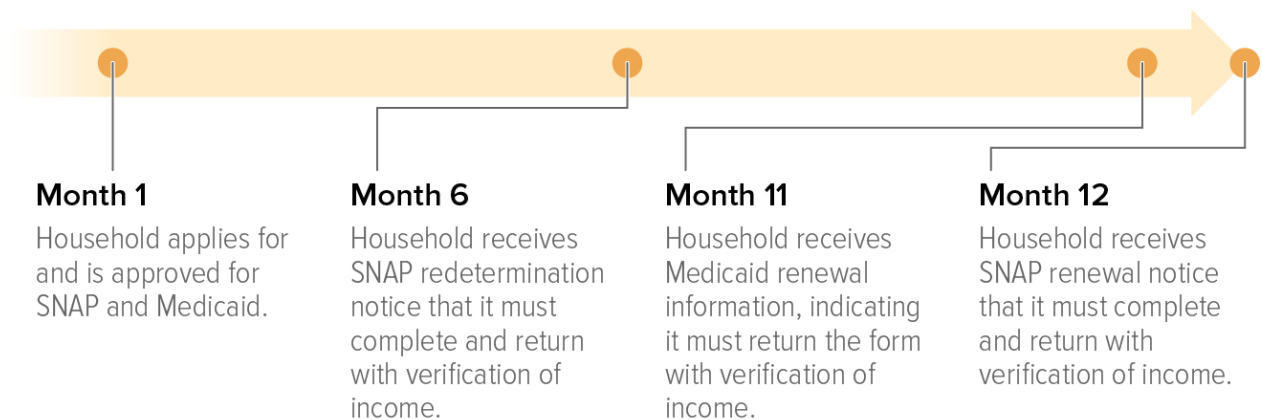 Month 1
Household applies for
and is approved for
SNAP and Medicaid.
Month 6
Household receives
SNAP redetermination
notice that it must
complete and return
with verification of
income.
Month 11
Household receives
Medicaid renewal
information, indicating
it must return the form
with verification of
income.
Month 12
Household receives
SNAP renewal notice
that it must complete
and return with
verification of income.